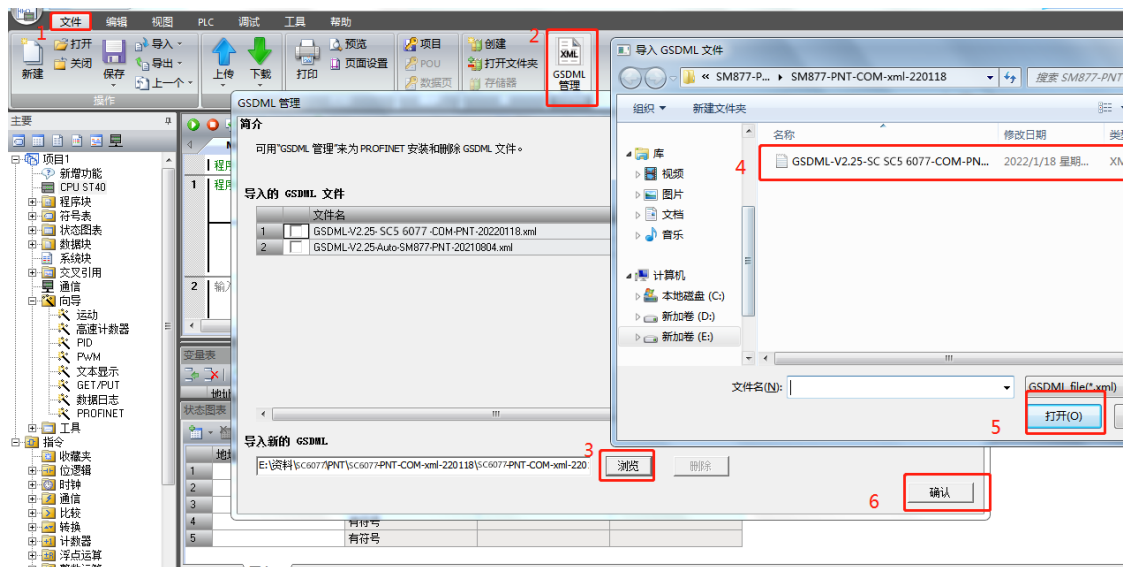 1 文件 编辑 视图 PLC 调试 工具 帮助
新建 打开 关闭 保存 导入 导出 上一个
上传 下载
打印 预览 页面设置
项目 POU 数据页
创建 打开文件夹 存储器
2 XML GSDML 管理
操作
主要
项目1
新增功能
CPU ST40
程序块
符号表
状态图表
数据块
系统块
交叉引用
通信
向导
运动
高速计数器
PID
PWM
文本显示
GET/PUT
数据日志
PROFINET
工具
指令
收藏夹
位逻辑
时钟
通信
比较
转换
计数器
浮点运算
1
2
变量表
状态图表
1
2
3
4 有符号
5 有符号
GSDML 管理
简介
可用"GSDML 管理"来为 PROFINET 安装和删除 GSDML 文件。
导入的 GSDML 文件
文件名
1 GSDML-V2.25- SC5 6077 -COM-PNT-20220118.xml
2 GSDML-V2.25-Auto-SM877-PNT-20210804.xml
导入新的 GSDML
E:\资料\SC6077\PNT\SC6077-PNT-COM-xml-220118\SC6077-PNT-COM-xml-220
3 浏览 删除
6 确认
导入 GSDML 文件
« SM877-P... SM877-PNT-COM-xml-220118 搜索 SM877-PNT
组织 新建文件夹
名称 修改日期
4 GSDML-V2.25-SC SC5 6077-COM-PN... 2022/1/18 星期... XM
库
视频
图片
文档
音乐
计算机
本地磁盘 (C:)
新加卷 (D:)
新加卷 (E:)
文件名(N): GSDML file(*.xml)
5 打开(O)